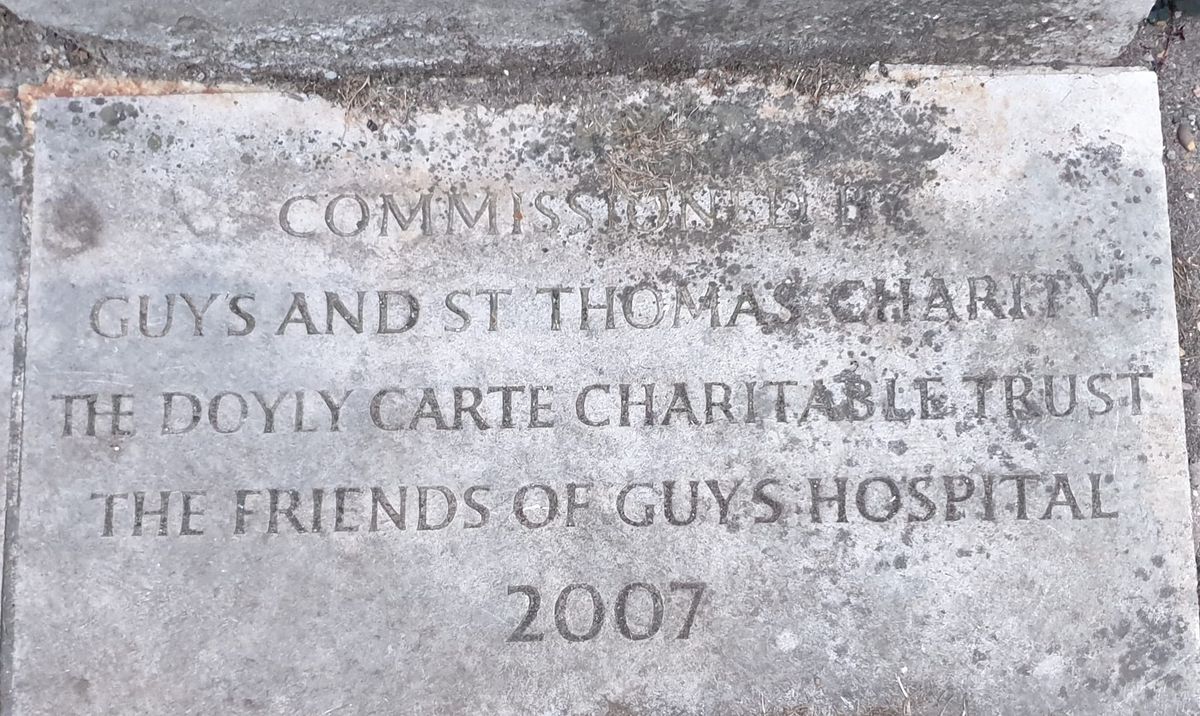 COMMISSIONED BY
GUYS AND ST THOMAS CHARITY
THE DOYLY CARTE CHARITABLE TRUST
THE FRIENDS OF GUYS HOSPITAL
2007